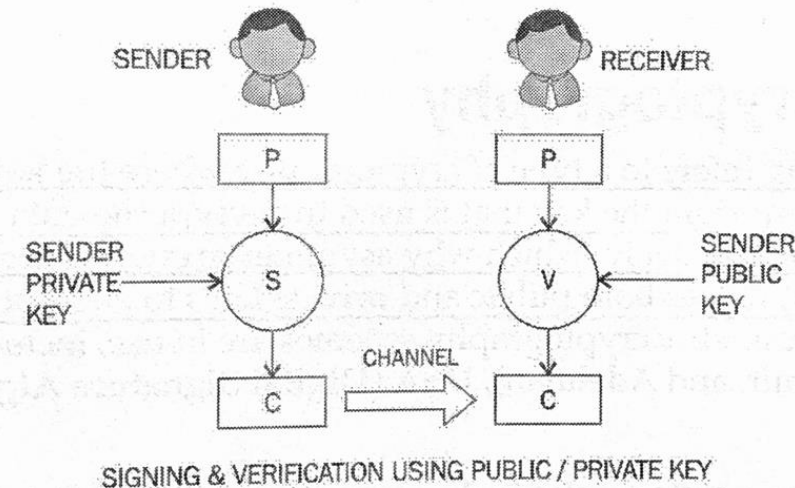 SENDER
RECEIVER
P
P
SENDER
PRIVATE
KEY
S
V
SENDER
PUBLIC
KEY
CHANNEL
C
C
SIGNING & VERIFICATION USING PUBLIC / PRIVATE KEY